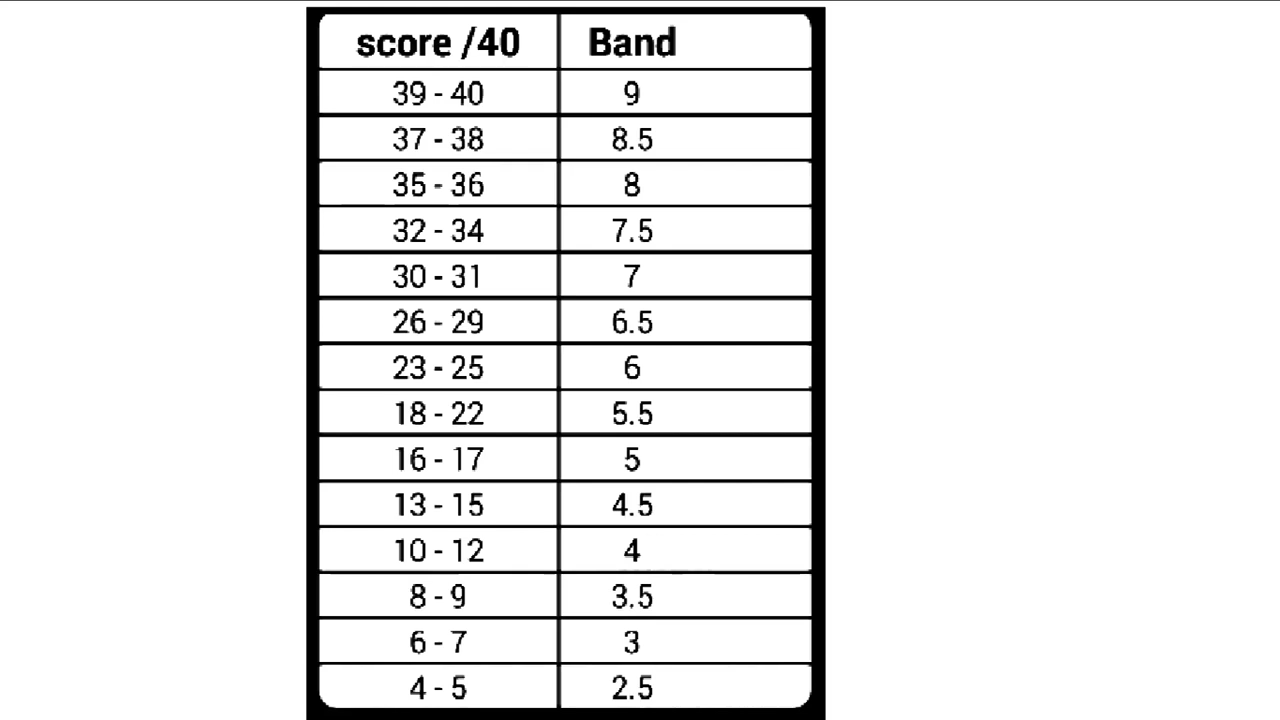 score /40 Band
39 - 40 9
37 - 38 8.5
35 - 36 8
32 - 34 7.5
30 - 31 7
26 - 29 6.5
23 - 25 6
18 - 22 5.5
16 - 17 5
13 - 15 4.5
10 - 12 4
8 - 9 3.5
6 - 7 3
4 - 5 2.5